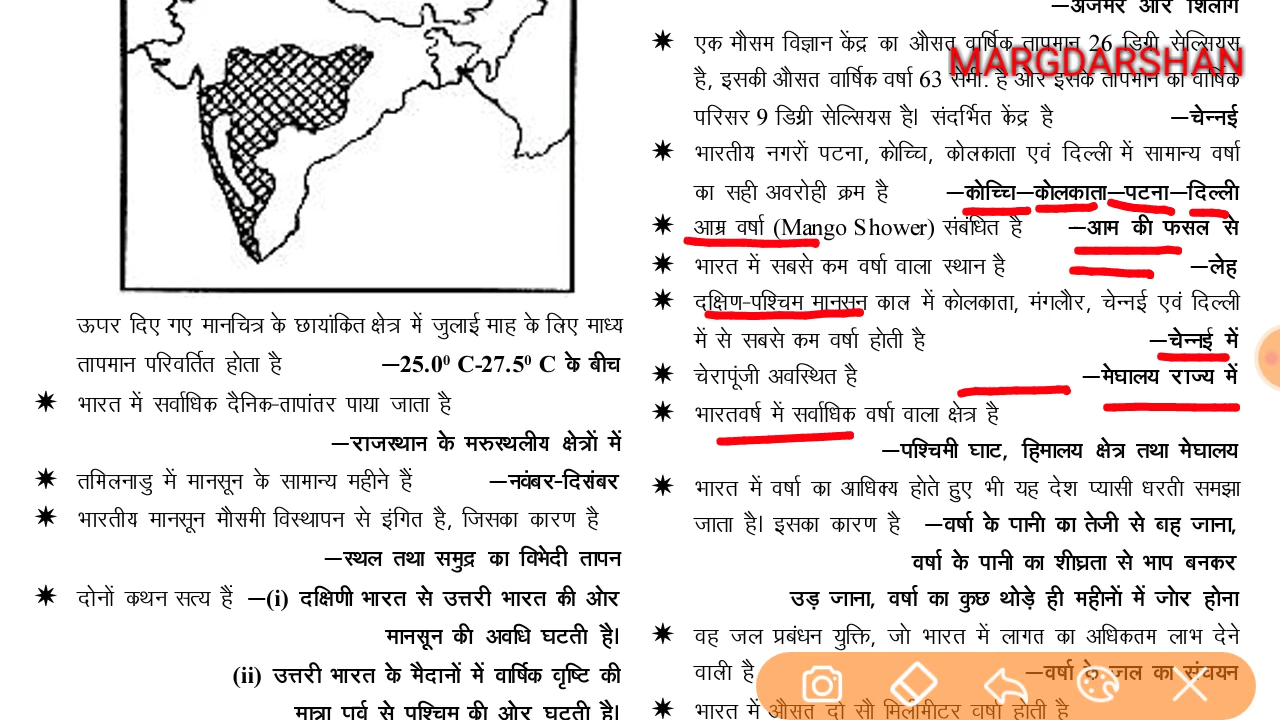 ऊपर दिए गए मानचित्र के छायांकित क्षेत्र में जुलाई माह के लिए माध्य
तापमान परिवर्तित होता है —25.0⁰ C-27.5⁰ C के बीच
✷ भारत में सर्वाधिक दैनिक-तापांतर पाया जाता है
—राजस्थान के मरुस्थलीय क्षेत्रों में
✷ तमिलनाडु में मानसून के सामान्य महीने हैं —नवंबर-दिसंबर
✷ भारतीय मानसून मौसमी विस्थापन से इंगित है, जिसका कारण है
—स्थल तथा समुद्र का विभेदी तापन
✷ दोनों कथन सत्य हैं —(i) दक्षिणी भारत से उत्तरी भारत की ओर
मानसून की अवधि घटती है।
(ii) उत्तरी भारत के मैदानों में वार्षिक वृष्टि की
मात्रा पूर्व से पश्चिम की ओर घटती है।
—अजमेर और शिलांग
✷ एक मौसम विज्ञान केंद्र का औसत वार्षिक तापमान 26 डिग्री सेल्सियस
MARGDARSHAN
है, इसकी औसत वार्षिक वर्षा 63 सेमी. है और इसके तापमान का वार्षिक
परिसर 9 डिग्री सेल्सियस है। संदर्भित केंद्र है —चेन्नई
✷ भारतीय नगरों पटना, कोच्चि, कोलकाता एवं दिल्ली में सामान्य वर्षा
का सही अवरोही क्रम है —कोच्चि—कोलकाता—पटना—दिल्ली
✷ आम्र वर्षा (Mango Shower) संबंधित है —आम की फसल से
✷ भारत में सबसे कम वर्षा वाला स्थान है —लेह
✷ दक्षिण-पश्चिम मानसून काल में कोलकाता, मंगलौर, चेन्नई एवं दिल्ली
में से सबसे कम वर्षा होती है —चेन्नई में
✷ चेरापूंजी अवस्थित है —मेघालय राज्य में
✷ भारतवर्ष में सर्वाधिक वर्षा वाला क्षेत्र है
—पश्चिमी घाट, हिमालय क्षेत्र तथा मेघालय
✷ भारत में वर्षा का आधिक्य होते हुए भी यह देश प्यासी धरती समझा
जाता है। इसका कारण है —वर्षा के पानी का तेजी से बह जाना,
वर्षा के पानी का शीघ्रता से भाप बनकर
उड़ जाना, वर्षा का कुछ थोड़े ही महीनों में जोर होना
✷ वह जल प्रबंधन युक्ति, जो भारत में लागत का अधिकतम लाभ देने
वाली है —वर्षा के जल का संचयन
✷ भारत में औसत दो सौ मिलीमीटर वर्षा होती है